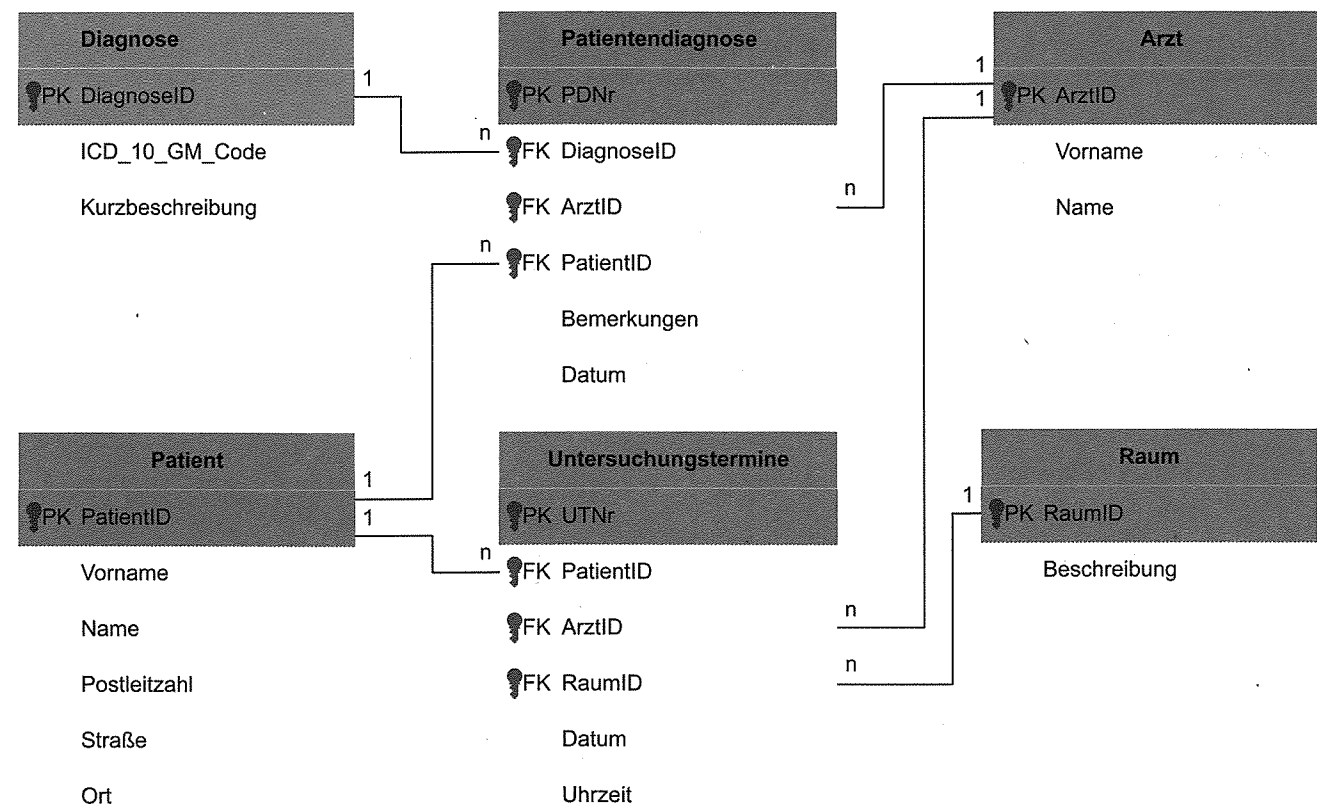 Diagnose
PK DiagnoseID
ICD_10_GM_Code
Kurzbeschreibung
1
n
Patientendiagnose
PK PDNr
FK DiagnoseID
FK ArztID
FK PatientID
Bemerkungen
Datum
n
n
1
1
Arzt
PK ArztID
Vorname
Name
Patient
PK PatientID
Vorname
Name
Postleitzahl
Straße
Ort
1
1
n
Untersuchungstermine
PK UTNr
FK PatientID
FK ArztID
FK RaumID
Datum
Uhrzeit
n
n
1
Raum
PK RaumID
Beschreibung